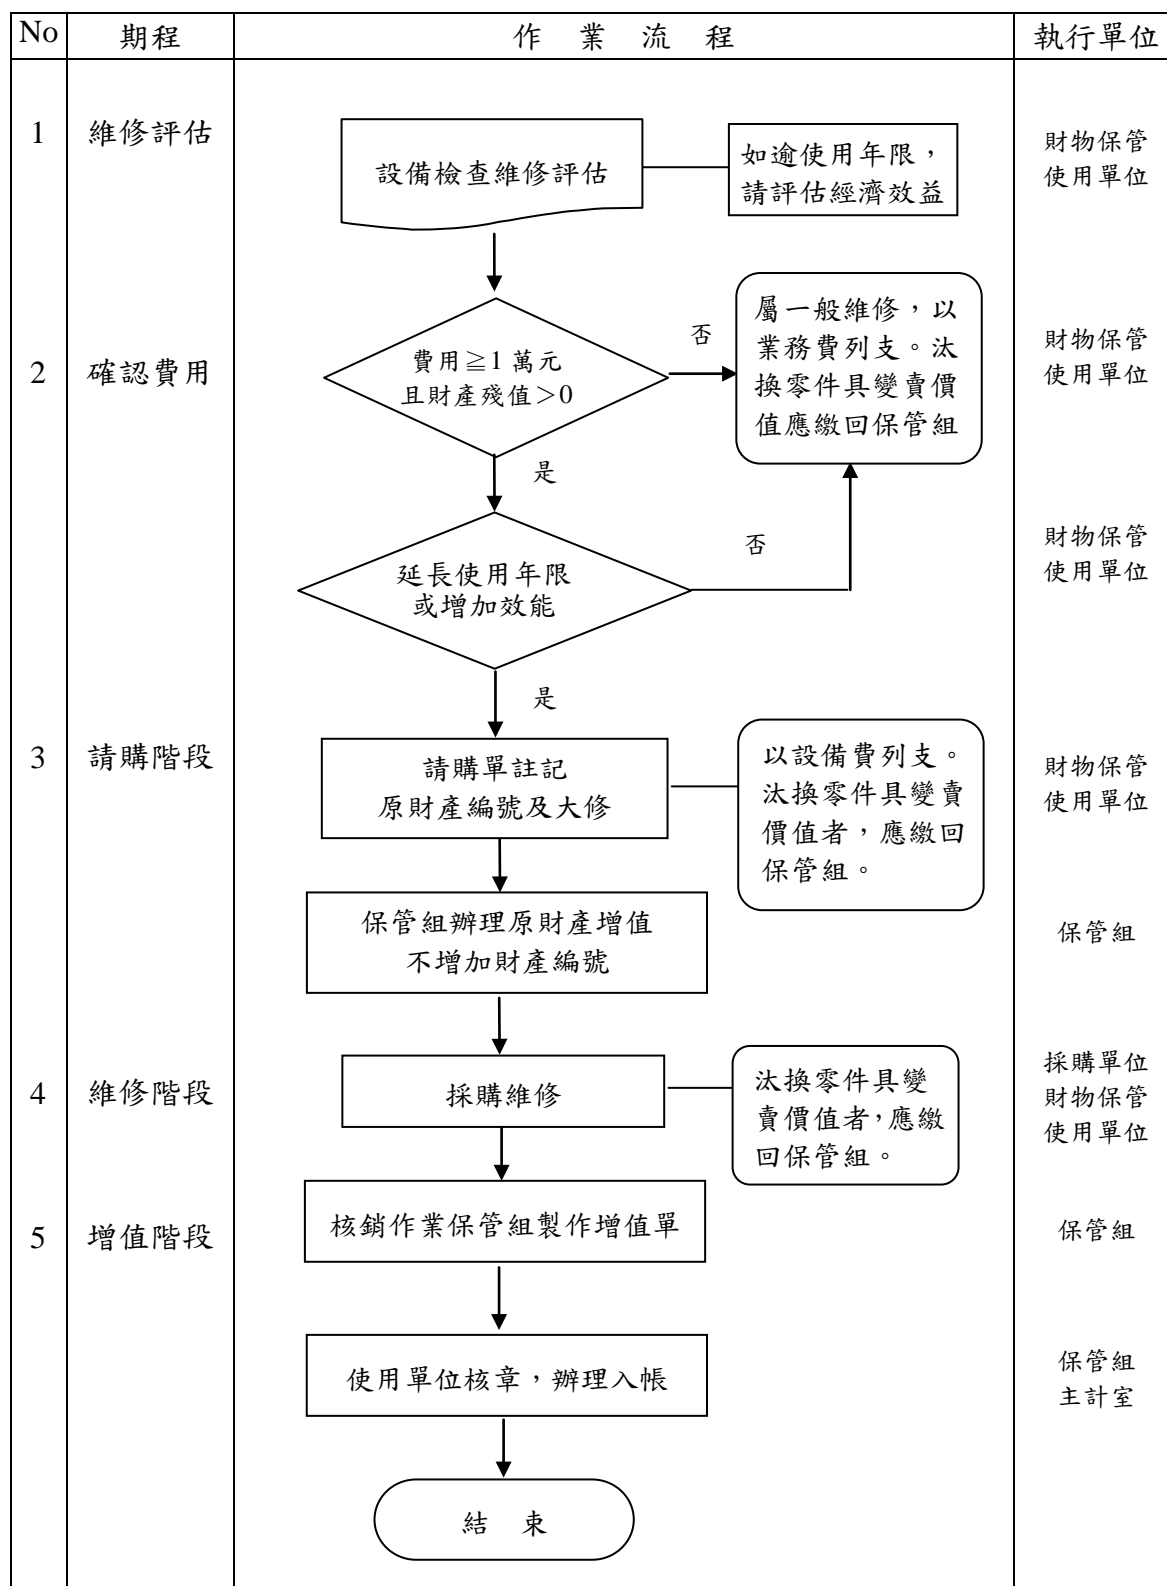 No 期程 作 業 流 程 執行單位
1 維修評估
設備檢查維修評估
如逾使用年限，
請評估經濟效益
財物保管
使用單位
2 確認費用
費用≧1 萬元
且財產殘值＞0
否
屬一般維修，以
業務費列支。汰
換零件具變賣價
值應繳回保管組
財物保管
使用單位
是
延長使用年限
或增加效能
否
財物保管
使用單位
是
3 請購階段
請購單註記
原財產編號及大修
以設備費列支。
汰換零件具變賣
價值者，應繳回
保管組。
財物保管
使用單位
保管組辦理原財產增值
不增加財產編號
保管組
4 維修階段
採購維修
汰換零件具變
賣價值者，應繳
回保管組。
採購單位
財物保管
使用單位
5 增值階段
核銷作業保管組製作增值單
保管組
使用單位核章，辦理入帳
保管組
主計室
結 束